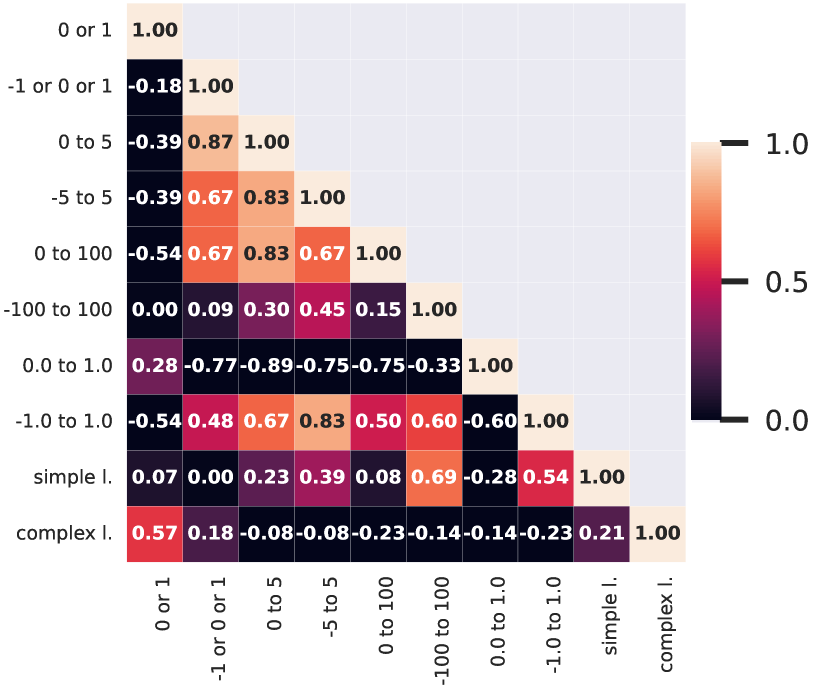 0 or 1 1.00
-1 or 0 or 1 -0.18 1.00
0 to 5 -0.39 0.87 1.00
-5 to 5 -0.39 0.67 0.83 1.00
0 to 100 -0.54 0.67 0.83 0.67 1.00
-100 to 100 0.00 0.09 0.30 0.45 0.15 1.00
0.0 to 1.0 0.28 -0.77 -0.89 -0.75 -0.75 -0.33 1.00
-1.0 to 1.0 -0.54 0.48 0.67 0.83 0.50 0.60 -0.60 1.00
simple l. 0.07 0.00 0.23 0.39 0.08 0.69 -0.28 0.54 1.00
complex l. 0.57 0.18 -0.08 -0.08 -0.23 -0.14 -0.14 -0.23 0.21 1.00
0 or 1
-1 or 0 or 1
0 to 5
-5 to 5
0 to 100
-100 to 100
0.0 to 1.0
-1.0 to 1.0
simple l.
complex l.
1.0
0.5
0.0